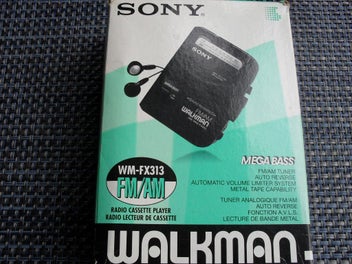 SONY
SONY
WALKMAN
MEGA BASS
WM-FX313
FM/AM
RADIO CASSETTE PLAYER
RADIO LECTEUR DE CASSETTE
FM/AM TUNER
AUTO REVERSE
AUTOMATIC VOLUME LIMITER SYSTEM
METAL TAPE CAPABILITY
TUNER ANALOGIQUE FM/AM
AUTO REVERSE
FONCTION A.V.L.S.
LECTURE DE BANDE METAL
WALKMAN